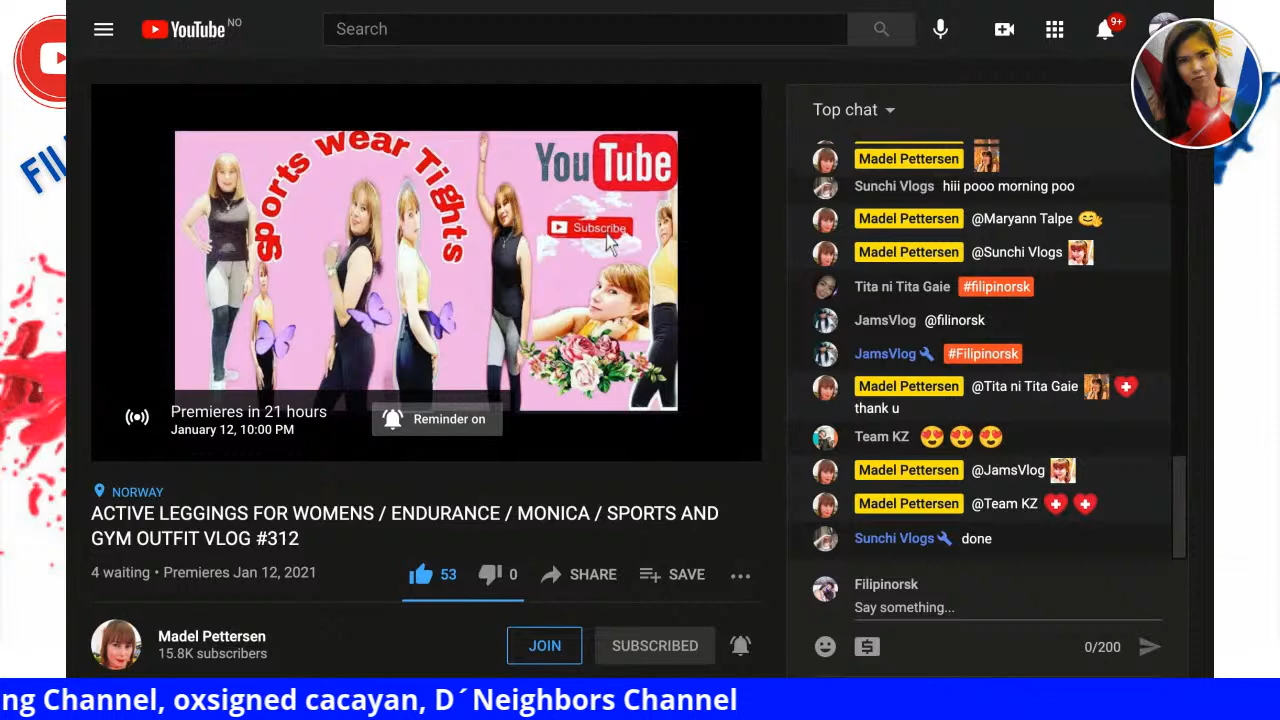 YouTube NO
Search
9+
FIL
sports wear Tights
YouTube
Subscribe
Premieres in 21 hours
January 12, 10:00 PM
Reminder on
NORWAY
ACTIVE LEGGINGS FOR WOMENS / ENDURANCE / MONICA / SPORTS AND
GYM OUTFIT VLOG #312
4 waiting • Premieres Jan 12, 2021
53
0
SHARE
SAVE
Madel Pettersen
15.8K subscribers
JOIN
SUBSCRIBED
Top chat
Madel Pettersen
Sunchi Vlogs hiii pooo morning poo
Madel Pettersen @Maryann Talpe
Madel Pettersen @Sunchi Vlogs
Tita ni Tita Gaie #filipinorsk
JamsVlog @filinorsk
JamsVlog #Filipinorsk
Madel Pettersen @Tita ni Tita Gaie
thank u
Team KZ
Madel Pettersen @JamsVlog
Madel Pettersen @Team KZ
Sunchi Vlogs done
Filipinorsk
Say something...
0/200
ng Channel, oxsigned cacayan, D´Neighbors Channel